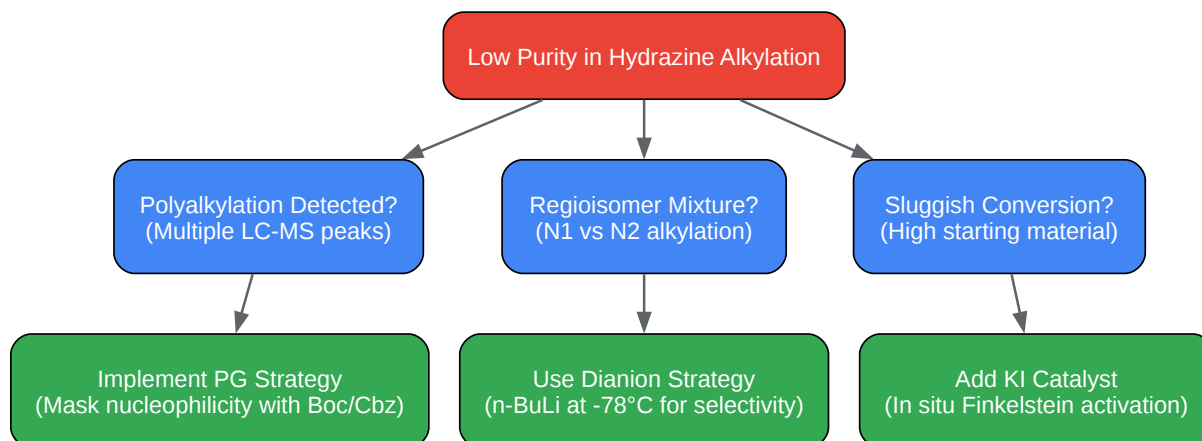 Low Purity in Hydrazine Alkylation
Polyalkylation Detected?
(Multiple LC-MS peaks)
Regioisomer Mixture?
(N1 vs N2 alkylation)
Sluggish Conversion?
(High starting material)
Implement PG Strategy
(Mask nucleophilicity with Boc/Cbz)
Use Dianion Strategy
(n-BuLi at -78°C for selectivity)
Add KI Catalyst
(In situ Finkelstein activation)